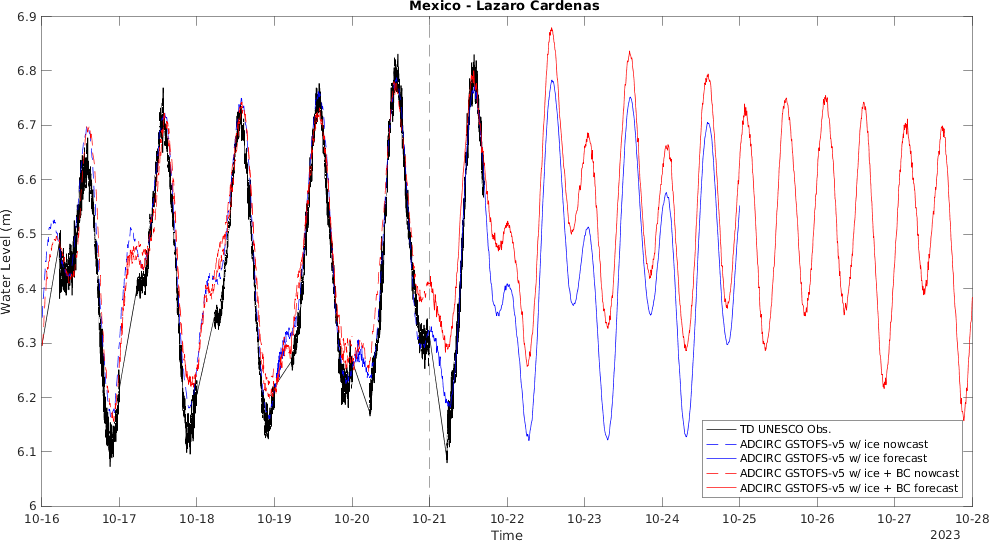 Mexico - Lazaro Cardenas
6.9
6.8
6.7
6.6
6.5
6.4
6.3
6.2
6.1
6
Water Level (m)
10-16 10-17 10-18 10-19 10-20 10-21 10-22 10-23 10-24 10-25 10-26 10-27 10-28
Time
2023
TD UNESCO Obs.
ADCIRC GSTOFS-v5 w/ ice nowcast
ADCIRC GSTOFS-v5 w/ ice forecast
ADCIRC GSTOFS-v5 w/ ice + BC nowcast
ADCIRC GSTOFS-v5 w/ ice + BC forecast